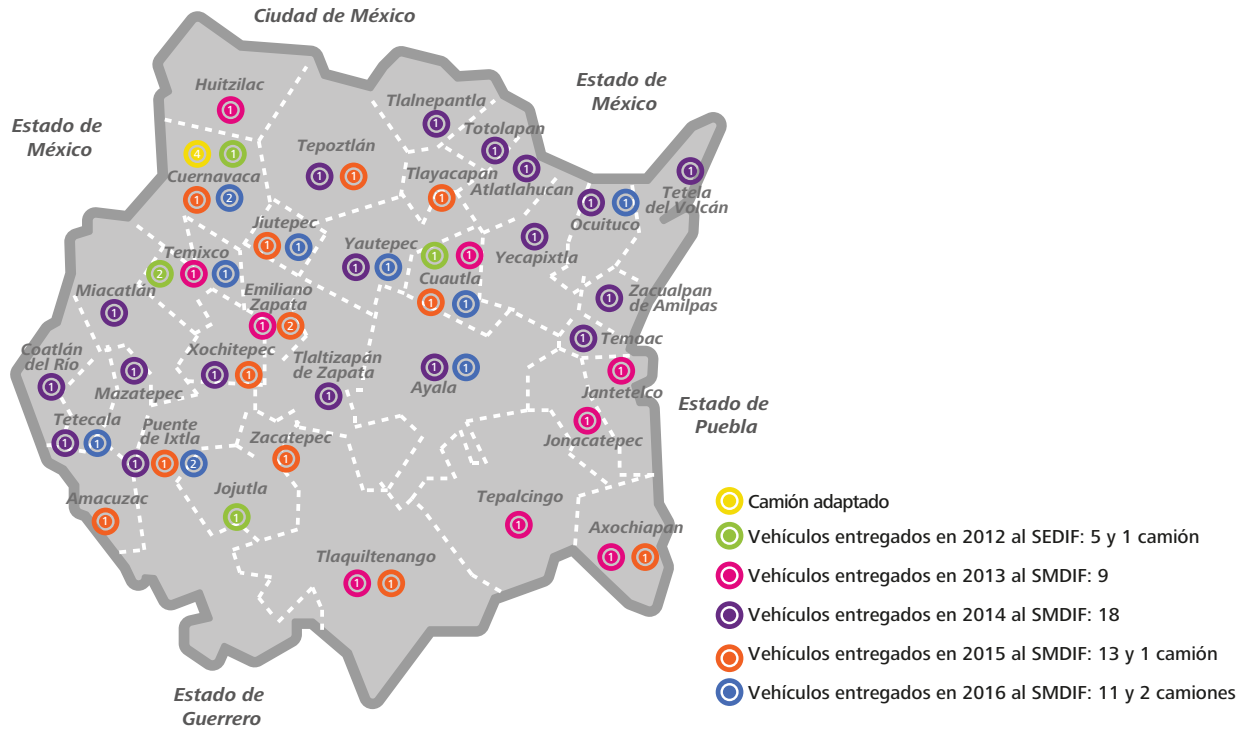 Ciudad de México
Estado de
México
Estado de
México
Huitzilac
1
Tlalnepantla
1
Totolapan
1
Atlatlahucan
1
Tetela
del Volcán
1
4
1
Cuernavaca
1
2
Tepoztlán
1
1
Tlayacapan
1
1
1
Ocuituco
Jiutepec
1
1
Yautepec
1
1
1
1
Cuautla
1
1
1
Yecapixtla
Temixco
2
1
1
Miacatlán
1
Emiliano
Zapata
1
2
1
Zacualpan
de Amilpas
1
Temoac
Coatlán
del Río
1
1
Mazatepec
Xochitepec
1
1
Tlaltizapán
de Zapata
1
1
1
Ayala
1
Jantetelco
1
Jonacatepec
Estado de
Puebla
Tetecala
1
1
Puente
de Ixtla
1
1
2
Zacatepec
1
Amacuzac
1
Jojutla
1
Tepalcingo
1
Axochiapan
1
1
Tlaquiltenango
1
1
Estado de
Guerrero
Camión adaptado
Vehículos entregados en 2012 al SEDIF: 5 y 1 camión
Vehículos entregados en 2013 al SMDIF: 9
Vehículos entregados en 2014 al SMDIF: 18
Vehículos entregados en 2015 al SMDIF: 13 y 1 camión
Vehículos entregados en 2016 al SMDIF: 11 y 2 camiones